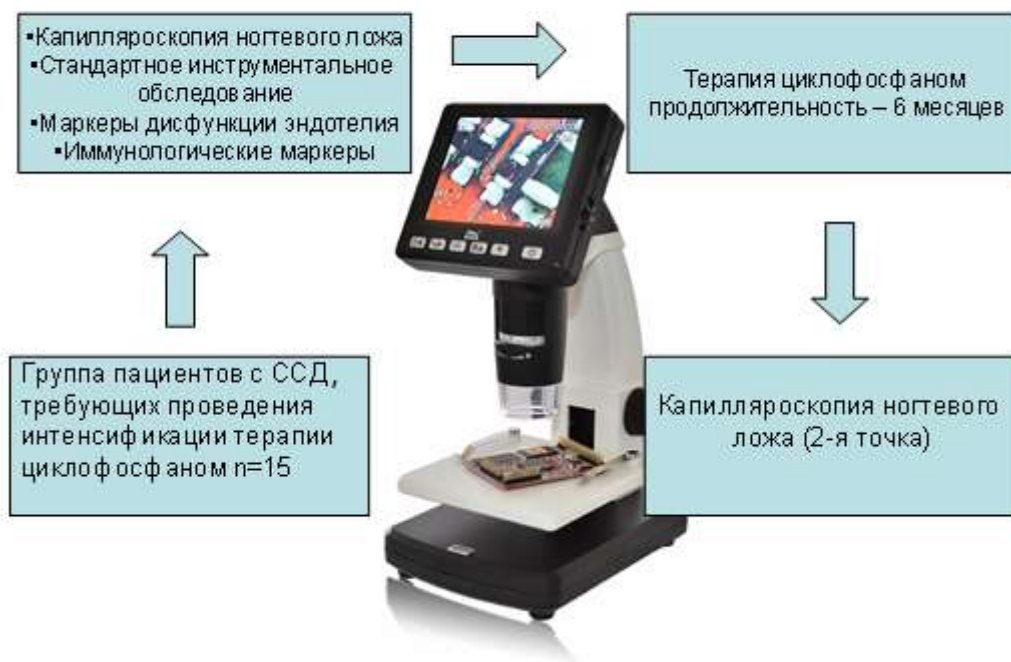 ▪Капилляроскопия ногтевого ложа
▪Стандартное инструментальное
обследование
▪Маркеры дисфункции эндотелия
▪Иммунологические маркеры
Терапия циклофосфаном
продолжительность – 6 месяцев
Группа пациентов с ССД,
требующих проведения
интенсификации терапии
циклофосфаном n=15
Капилляроскопия ногтевого
ложа (2-я точка)